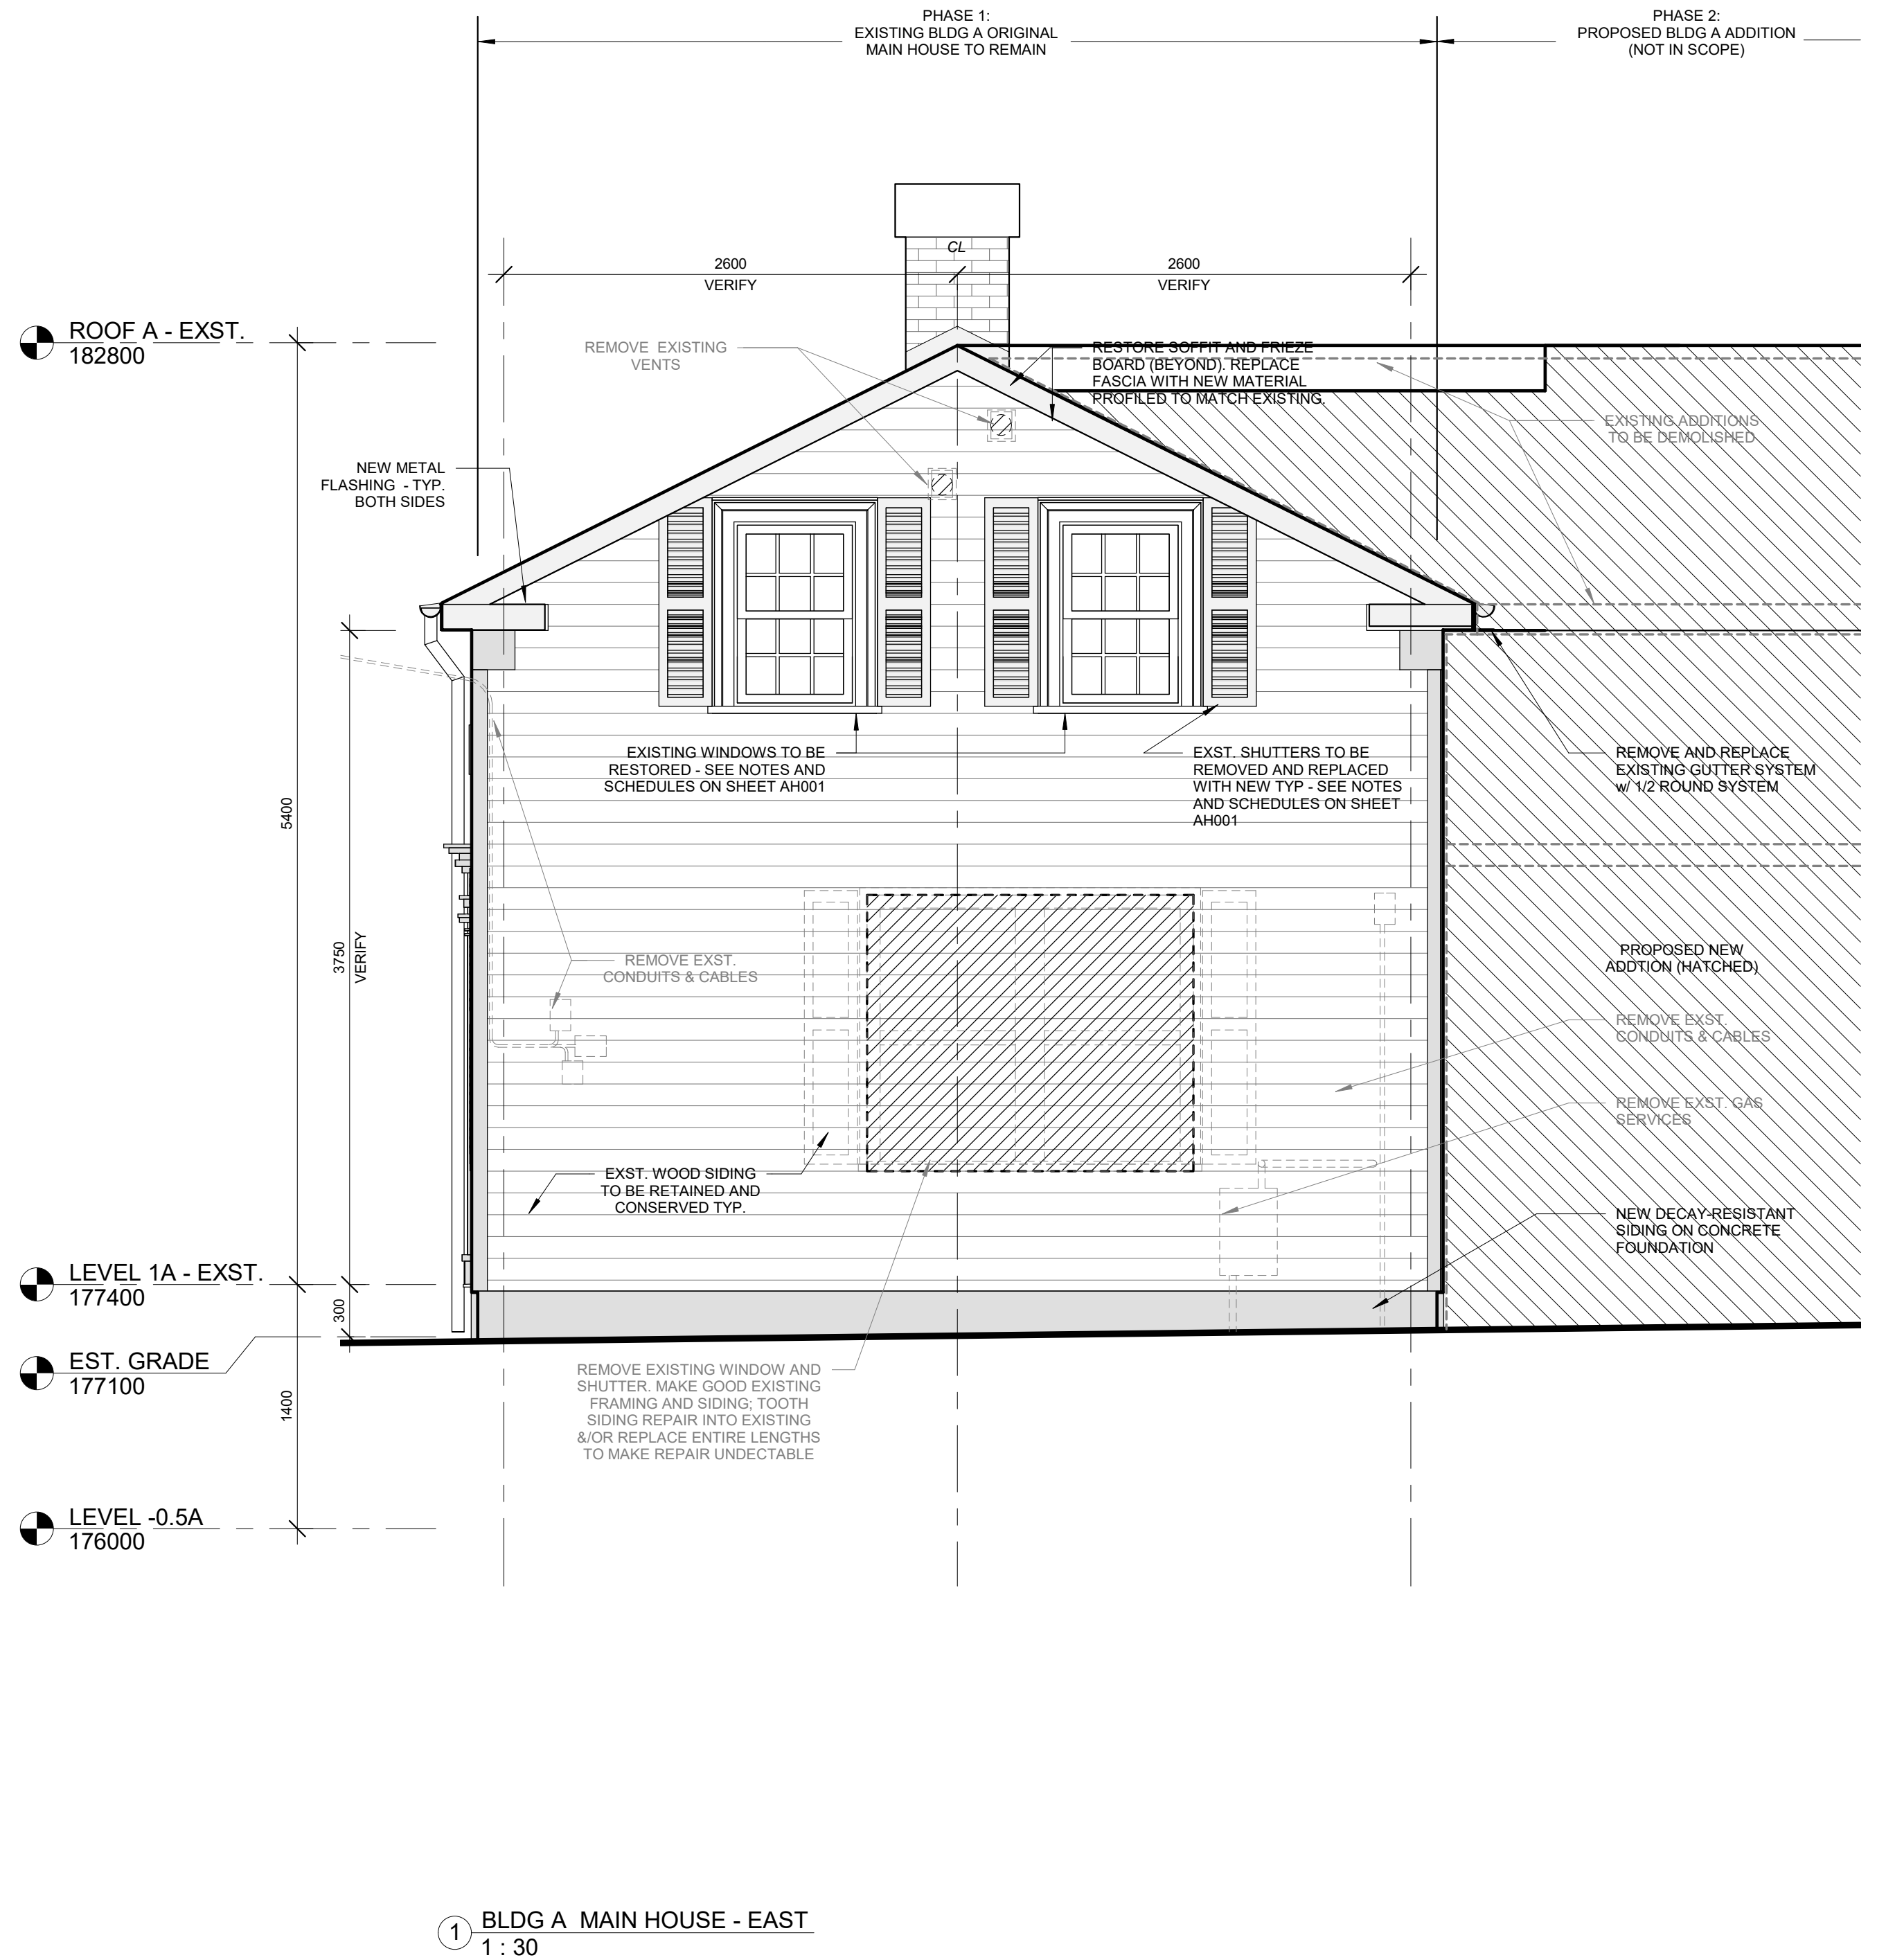 PHASE 1:
EXISTING BLDG A ORIGINAL
MAIN HOUSE TO REMAIN
PHASE 2:
PROPOSED BLDG A ADDITION
(NOT IN SCOPE)
CL
2600
VERIFY
2600
VERIFY
ROOF A - EXST.
182800
REMOVE EXISTING
VENTS
RESTORE SOFFIT AND FRIEZE
BOARD (BEYOND). REPLACE
FASCIA WITH NEW MATERIAL
PROFILED TO MATCH EXISTING.
EXISTING ADDITIONS
TO BE DEMOLISHED
NEW METAL
FLASHING - TYP.
BOTH SIDES
EXISTING WINDOWS TO BE
RESTORED - SEE NOTES AND
SCHEDULES ON SHEET AH001
EXST. SHUTTERS TO BE
REMOVED AND REPLACED
WITH NEW TYP - SEE NOTES
AND SCHEDULES ON SHEET
AH001
REMOVE AND REPLACE
EXISTING GUTTER SYSTEM
w/ 1/2 ROUND SYSTEM
5400
3750
VERIFY
REMOVE EXST.
CONDUITS & CABLES
PROPOSED NEW
ADDTION (HATCHED)
REMOVE EXST.
CONDUITS & CABLES
REMOVE EXST. GAS
SERVICES
EXST. WOOD SIDING
TO BE RETAINED AND
CONSERVED TYP.
NEW DECAY-RESISTANT
SIDING ON CONCRETE
FOUNDATION
LEVEL 1A - EXST.
177400
300
EST. GRADE
177100
1400
REMOVE EXISTING WINDOW AND
SHUTTER. MAKE GOOD EXISTING
FRAMING AND SIDING; TOOTH
SIDING REPAIR INTO EXISTING
&/OR REPLACE ENTIRE LENGTHS
TO MAKE REPAIR UNDECTABLE
LEVEL -0.5A
176000
1
BLDG A MAIN HOUSE - EAST
1 : 30